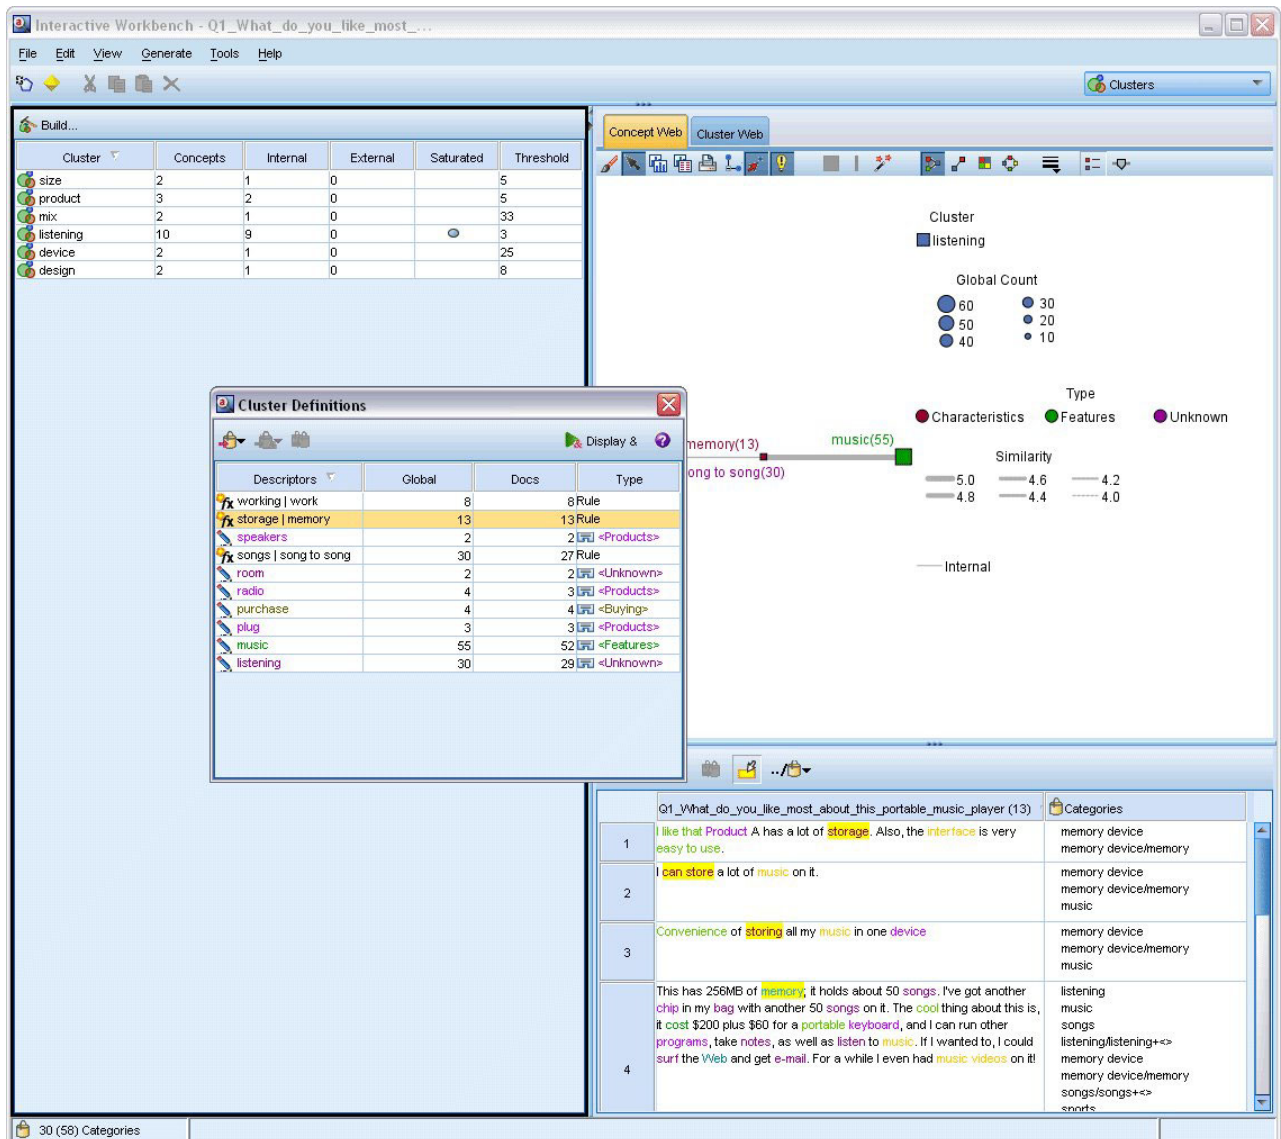 Interactive Workbench - Q1_What_do_you_like_most_...
File Edit View Generate Tools Help
Clusters
Build...
Cluster Concepts Internal External Saturated Threshold
size 2 1 0 5
product 3 2 0 5
mix 2 1 0 33
listening 10 9 0 3
device 2 1 0 25
design 2 1 0 8
Concept Web Cluster Web
Cluster
listening
Global Count
60 30
50 20
40 10
Type
Characteristics Features Unknown
memory(13) music(55)
ong to song(30)
Similarity
5.0 4.6 4.2
4.8 4.4 4.0
Internal
Cluster Definitions
Display &
Descriptors Global Docs Type
working | work 8 8 Rule
storage | memory 13 13 Rule
speakers 2 2 <Products>
songs | song to song 30 27 Rule
room 2 2 <Unknown>
radio 4 3 <Products>
purchase 4 4 <Buying>
plug 3 3 <Products>
music 55 52 <Features>
listening 30 29 <Unknown>
../
Q1_What_do_you_like_most_about_this_portable_music_player (13) Categories
1
I like that Product A has a lot of storage. Also, the interface is very
easy to use.
memory device
memory device/memory
2
I can store a lot of music on it.
memory device
memory device/memory
music
3
Convenience of storing all my music in one device
memory device
memory device/memory
music
4
This has 256MB of memory; it holds about 50 songs. I've got another
chip in my bag with another 50 songs on it. The cool thing about this is,
it cost $200 plus $60 for a portable keyboard, and I can run other
programs, take notes, as well as listen to music. If I wanted to, I could
surf the Web and get e-mail. For a while I even had music videos on it!
listening
music
songs
listening/listening+<>
memory device
memory device/memory
songs/songs+<>
sports
30 (58) Categories